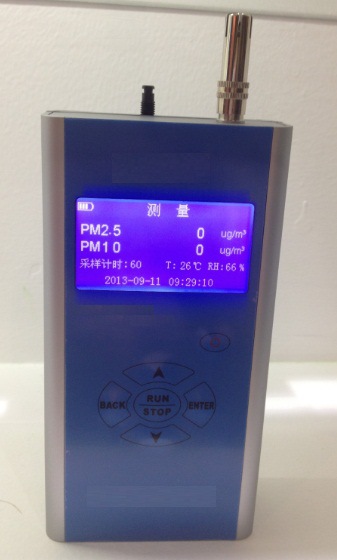 测 量
PM2.5 0 ug/m³
PM10 0 ug/m³
采样计时:60 T: 26℃ RH:66%
2013-09-11 09:29:10
BACK RUN STOP ENTER